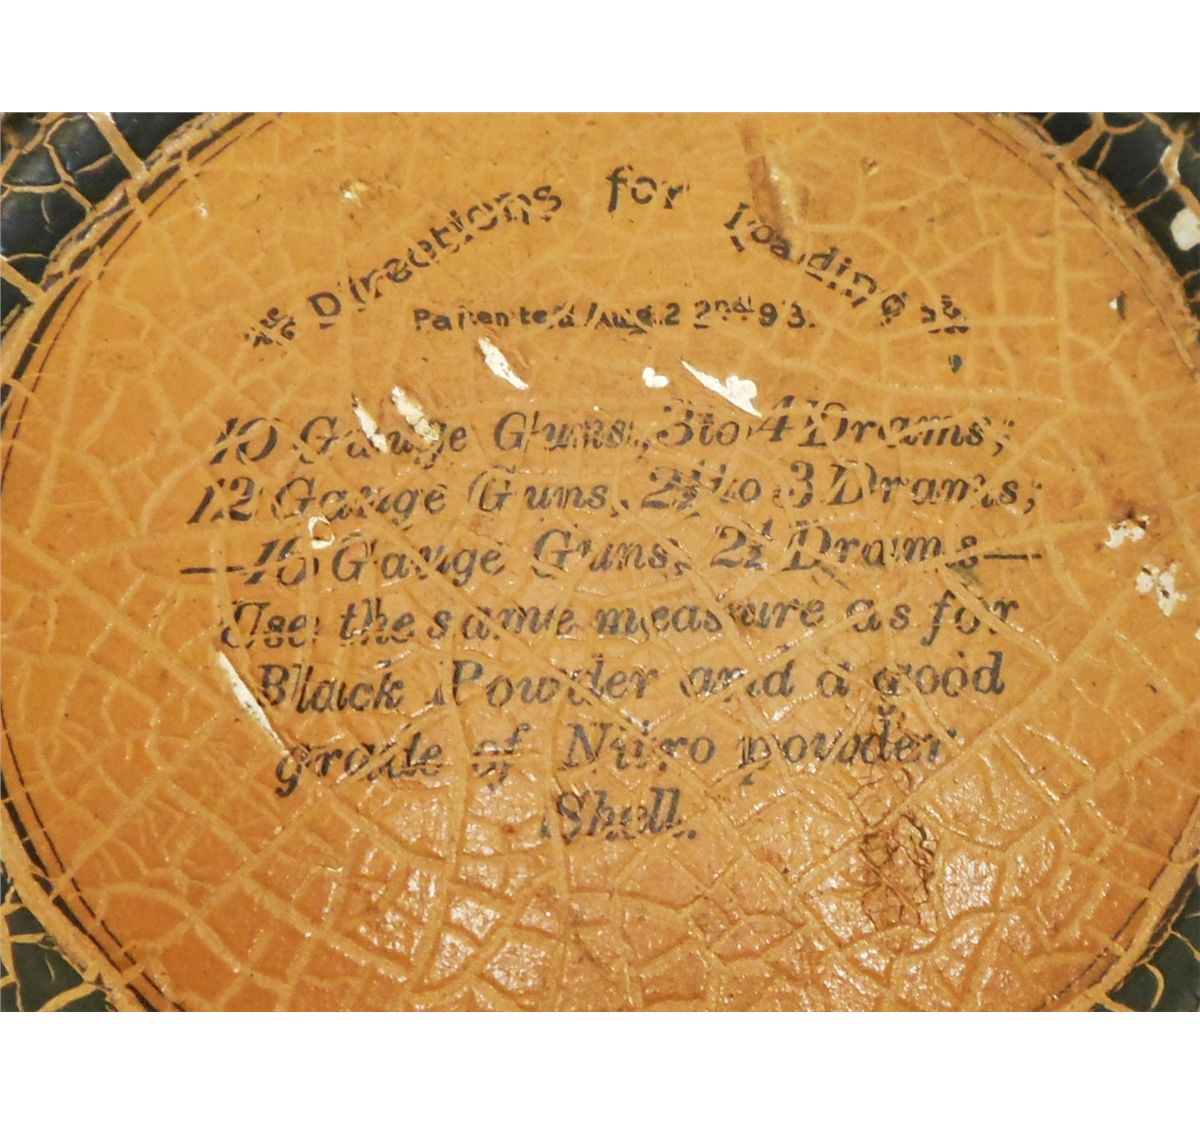 Directions for Loading
Patented Aug. 22nd 93.
10 Gauge Guns, 3 to 4 Drams;
12 Gauge Guns, 2½ to 3 Drams;
—16 Gauge Guns, 2½ Drams—
Use the same measure as for
Black Powder and a good
grade of Nitro powder
Shell.